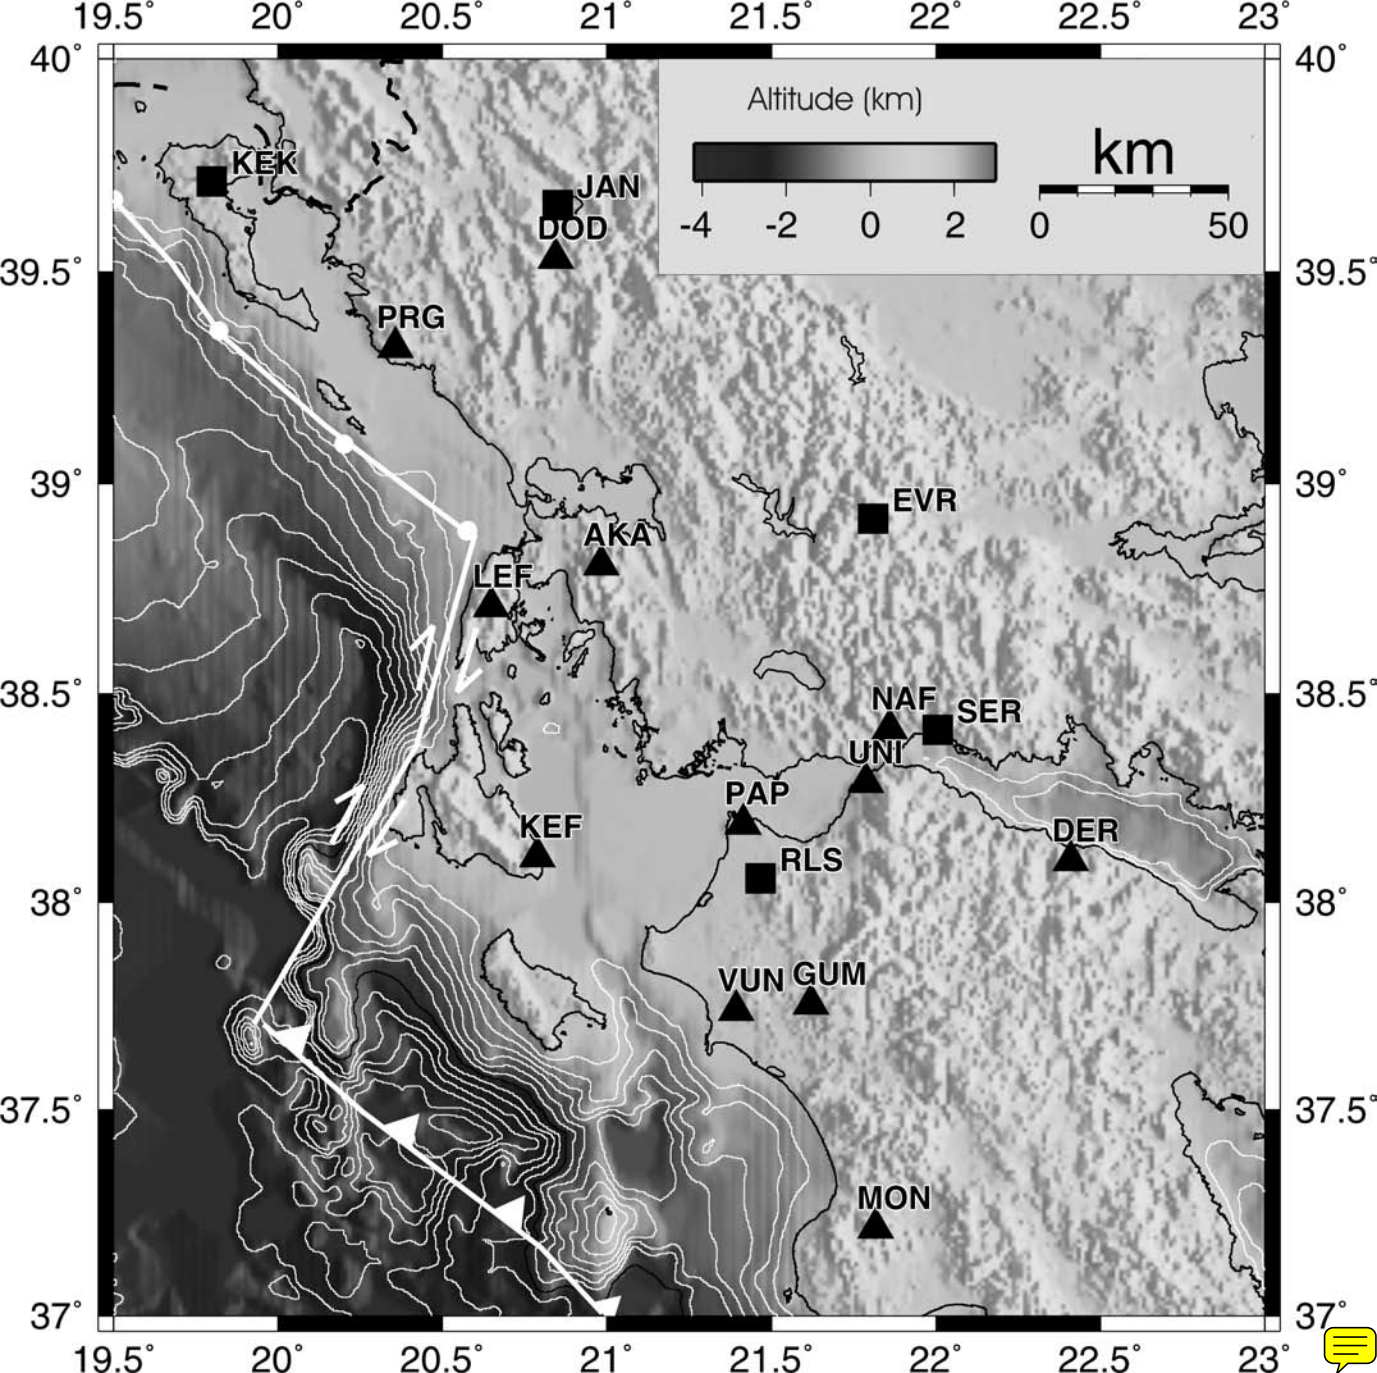 19.5° 20° 20.5° 21° 21.5° 22° 22.5° 23°
40° 40°
Altitude (km)
km
-4 -2 0 2
0 50
KEK
JAN
DOD
39.5° 39.5°
PRG
39° 39°
EVR
AKA
LEF
38.5° 38.5°
NAF SER
UNI
PAP
KEF DER
RLS
38° 38°
VUN GUM
37.5° 37.5°
MON
37° 37°
19.5° 20° 20.5° 21° 21.5° 22° 22.5° 23°